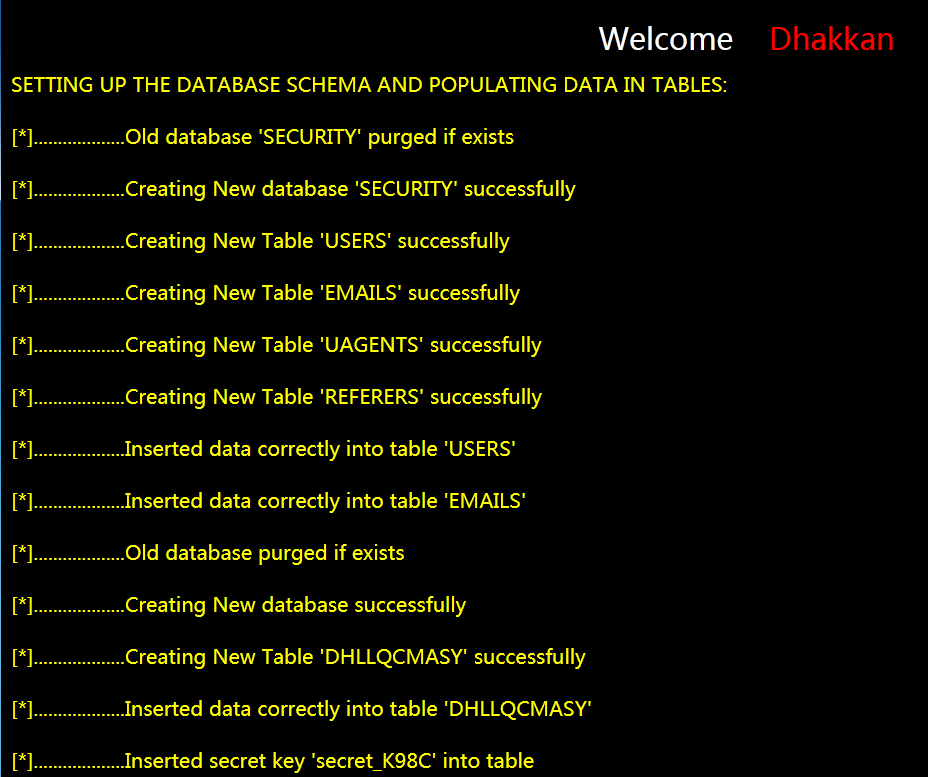 Welcome Dhakkan
SETTING UP THE DATABASE SCHEMA AND POPULATING DATA IN TABLES:
[*]...................Old database 'SECURITY' purged if exists
[*]...................Creating New database 'SECURITY' successfully
[*]...................Creating New Table 'USERS' successfully
[*]...................Creating New Table 'EMAILS' successfully
[*]...................Creating New Table 'UAGENTS' successfully
[*]...................Creating New Table 'REFERERS' successfully
[*]...................Inserted data correctly into table 'USERS'
[*]...................Inserted data correctly into table 'EMAILS'
[*]...................Old database purged if exists
[*]...................Creating New database successfully
[*]...................Creating New Table 'DHLLQCMASY' successfully
[*]...................Inserted data correctly into table 'DHLLQCMASY'
[*]...................Inserted secret key 'secret_K98C' into table